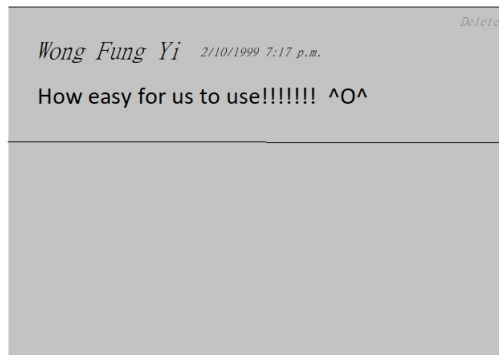 Delete
Wong Fung Yi 2/10/1999 7:17 p.m.
How easy for us to use!!!!!!! ^O^